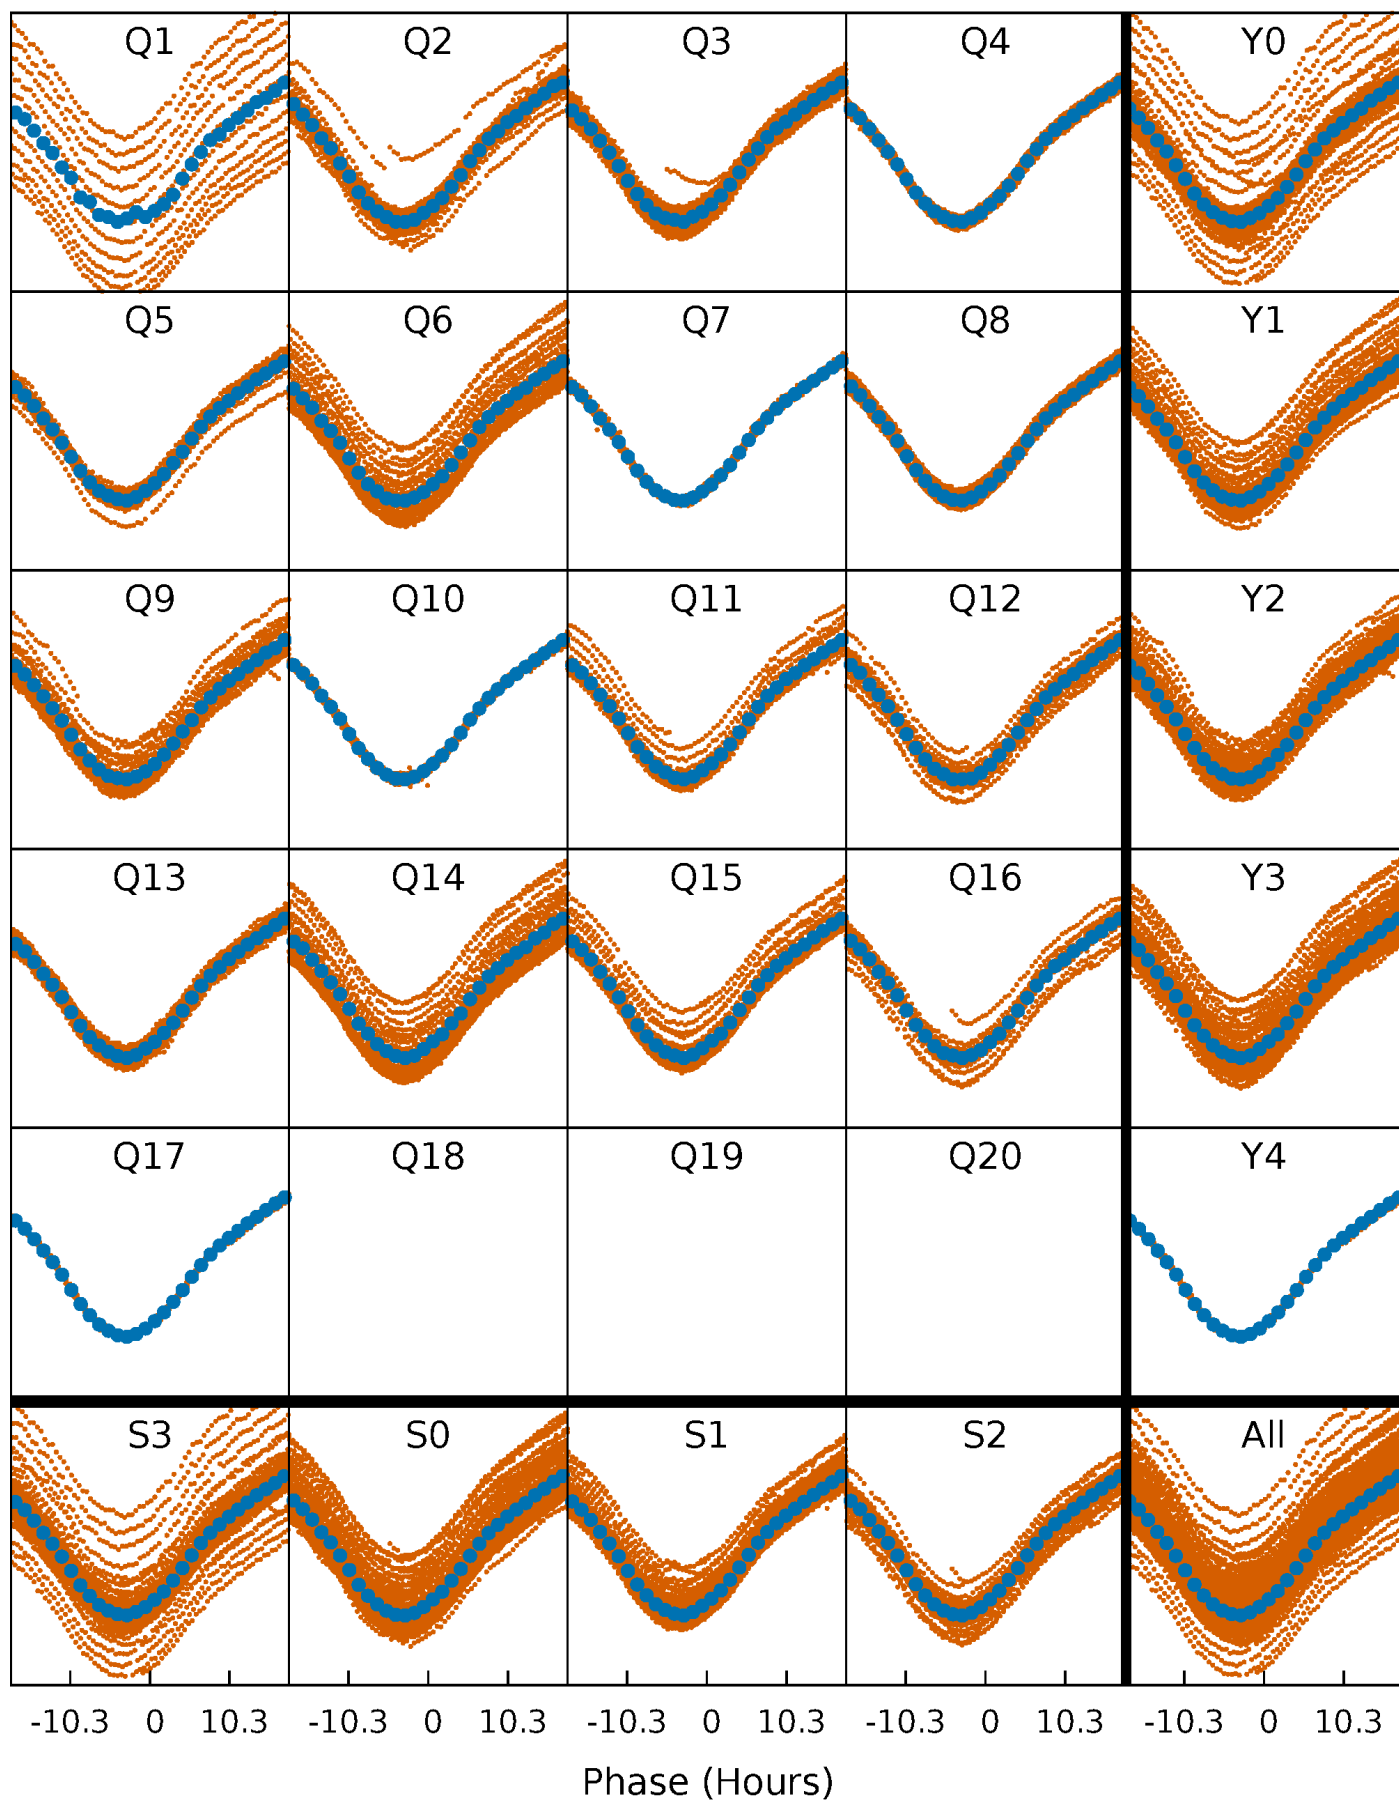 Q1 Q2 Q3 Q4 Y0
Q5 Q6 Q7 Q8 Y1
Q9 Q10 Q11 Q12 Y2
Q13 Q14 Q15 Q16 Y3
Q17 Q18 Q19 Q20 Y4
S3 S0 S1 S2 All
-10.3 0 10.3 -10.3 0 10.3 -10.3 0 10.3 -10.3 0 10.3 -10.3 0 10.3
Phase (Hours)